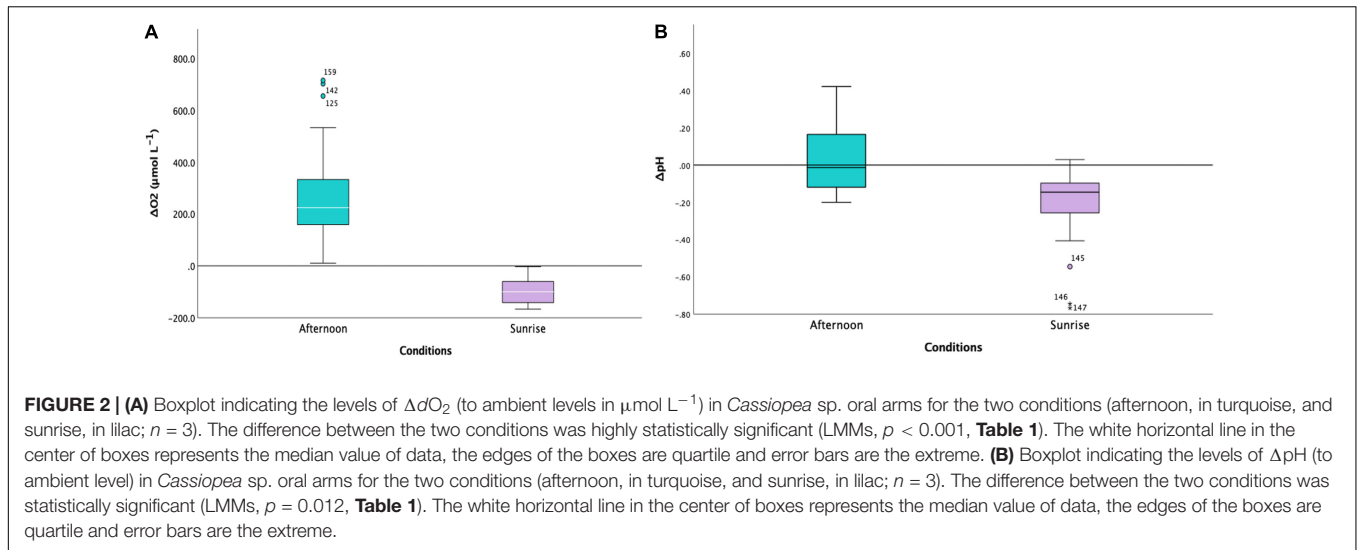 A
800.0
600.0
400.0
200.0
.0
−200.0
ΔO2 (μmol L−1)
159
142
125
Afternoon
Sunrise
Conditions
B
.60
.40
.20
.00
−.20
−.40
−.60
−.80
ΔpH
145
146
147
Afternoon
Sunrise
Conditions
FIGURE 2 | (A) Boxplot indicating the levels of ΔdO2 (to ambient levels in μmol L−1) in Cassiopea sp. oral arms for the two conditions (afternoon, in turquoise, and
sunrise, in lilac; n = 3). The difference between the two conditions was highly statistically significant (LMMs, p < 0.001, Table 1). The white horizontal line in the
center of boxes represents the median value of data, the edges of the boxes are quartile and error bars are the extreme. (B) Boxplot indicating the levels of ΔpH (to
ambient level) in Cassiopea sp. oral arms for the two conditions (afternoon, in turquoise, and sunrise, in lilac; n = 3). The difference between the two conditions was
statistically significant (LMMs, p = 0.012, Table 1). The white horizontal line in the center of boxes represents the median value of data, the edges of the boxes are
quartile and error bars are the extreme.